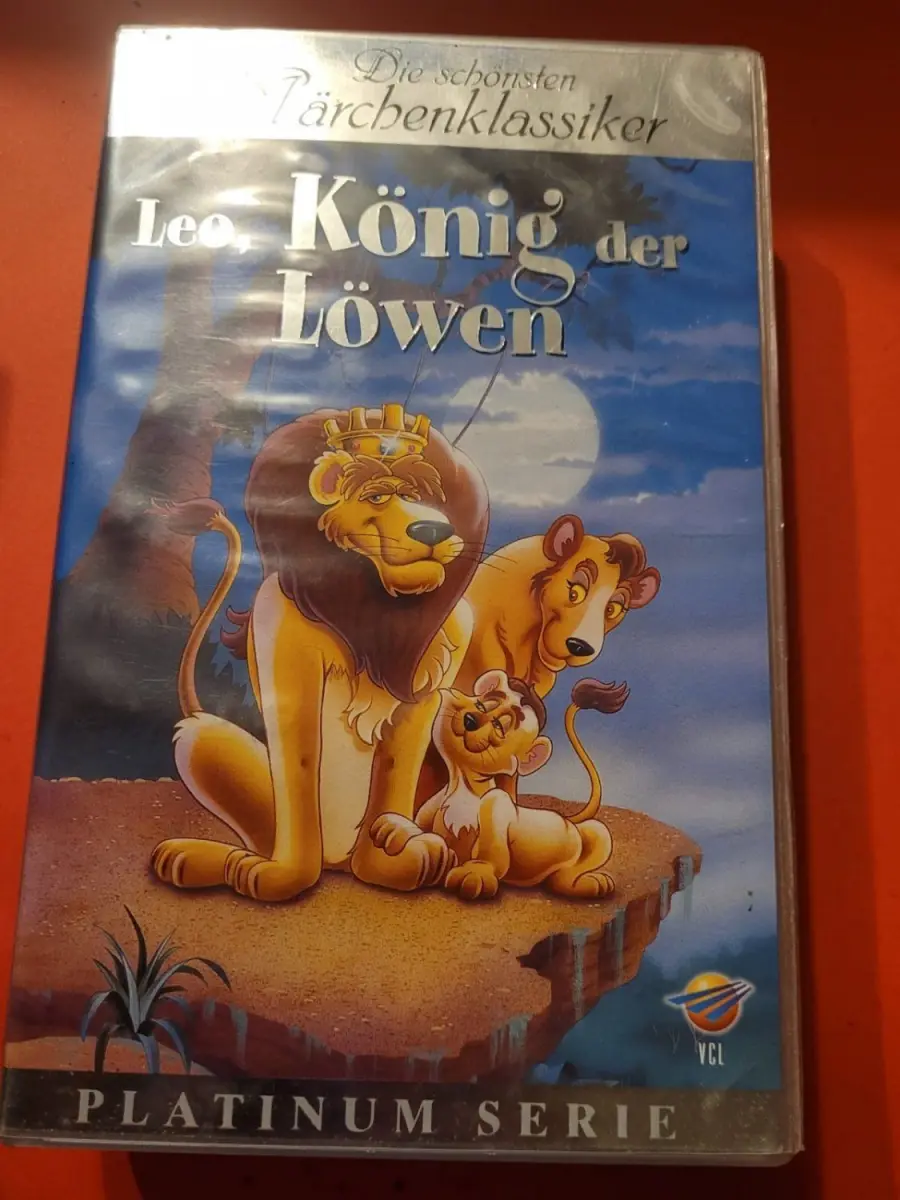 Die schönsten
Märchenklassiker
Leo, König der
Löwen
VCL
PLATINUM SERIE